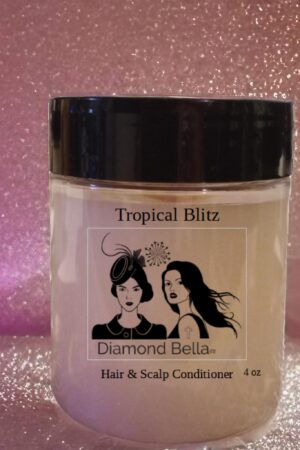 Tropical Blitz
Diamond Bella
Hair & Scalp Conditioner 4 oz